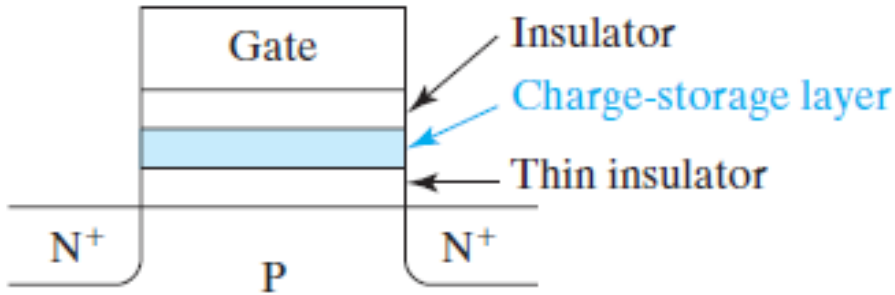 Gate
Insulator
Charge-storage layer
Thin insulator
N⁺
P
N⁺